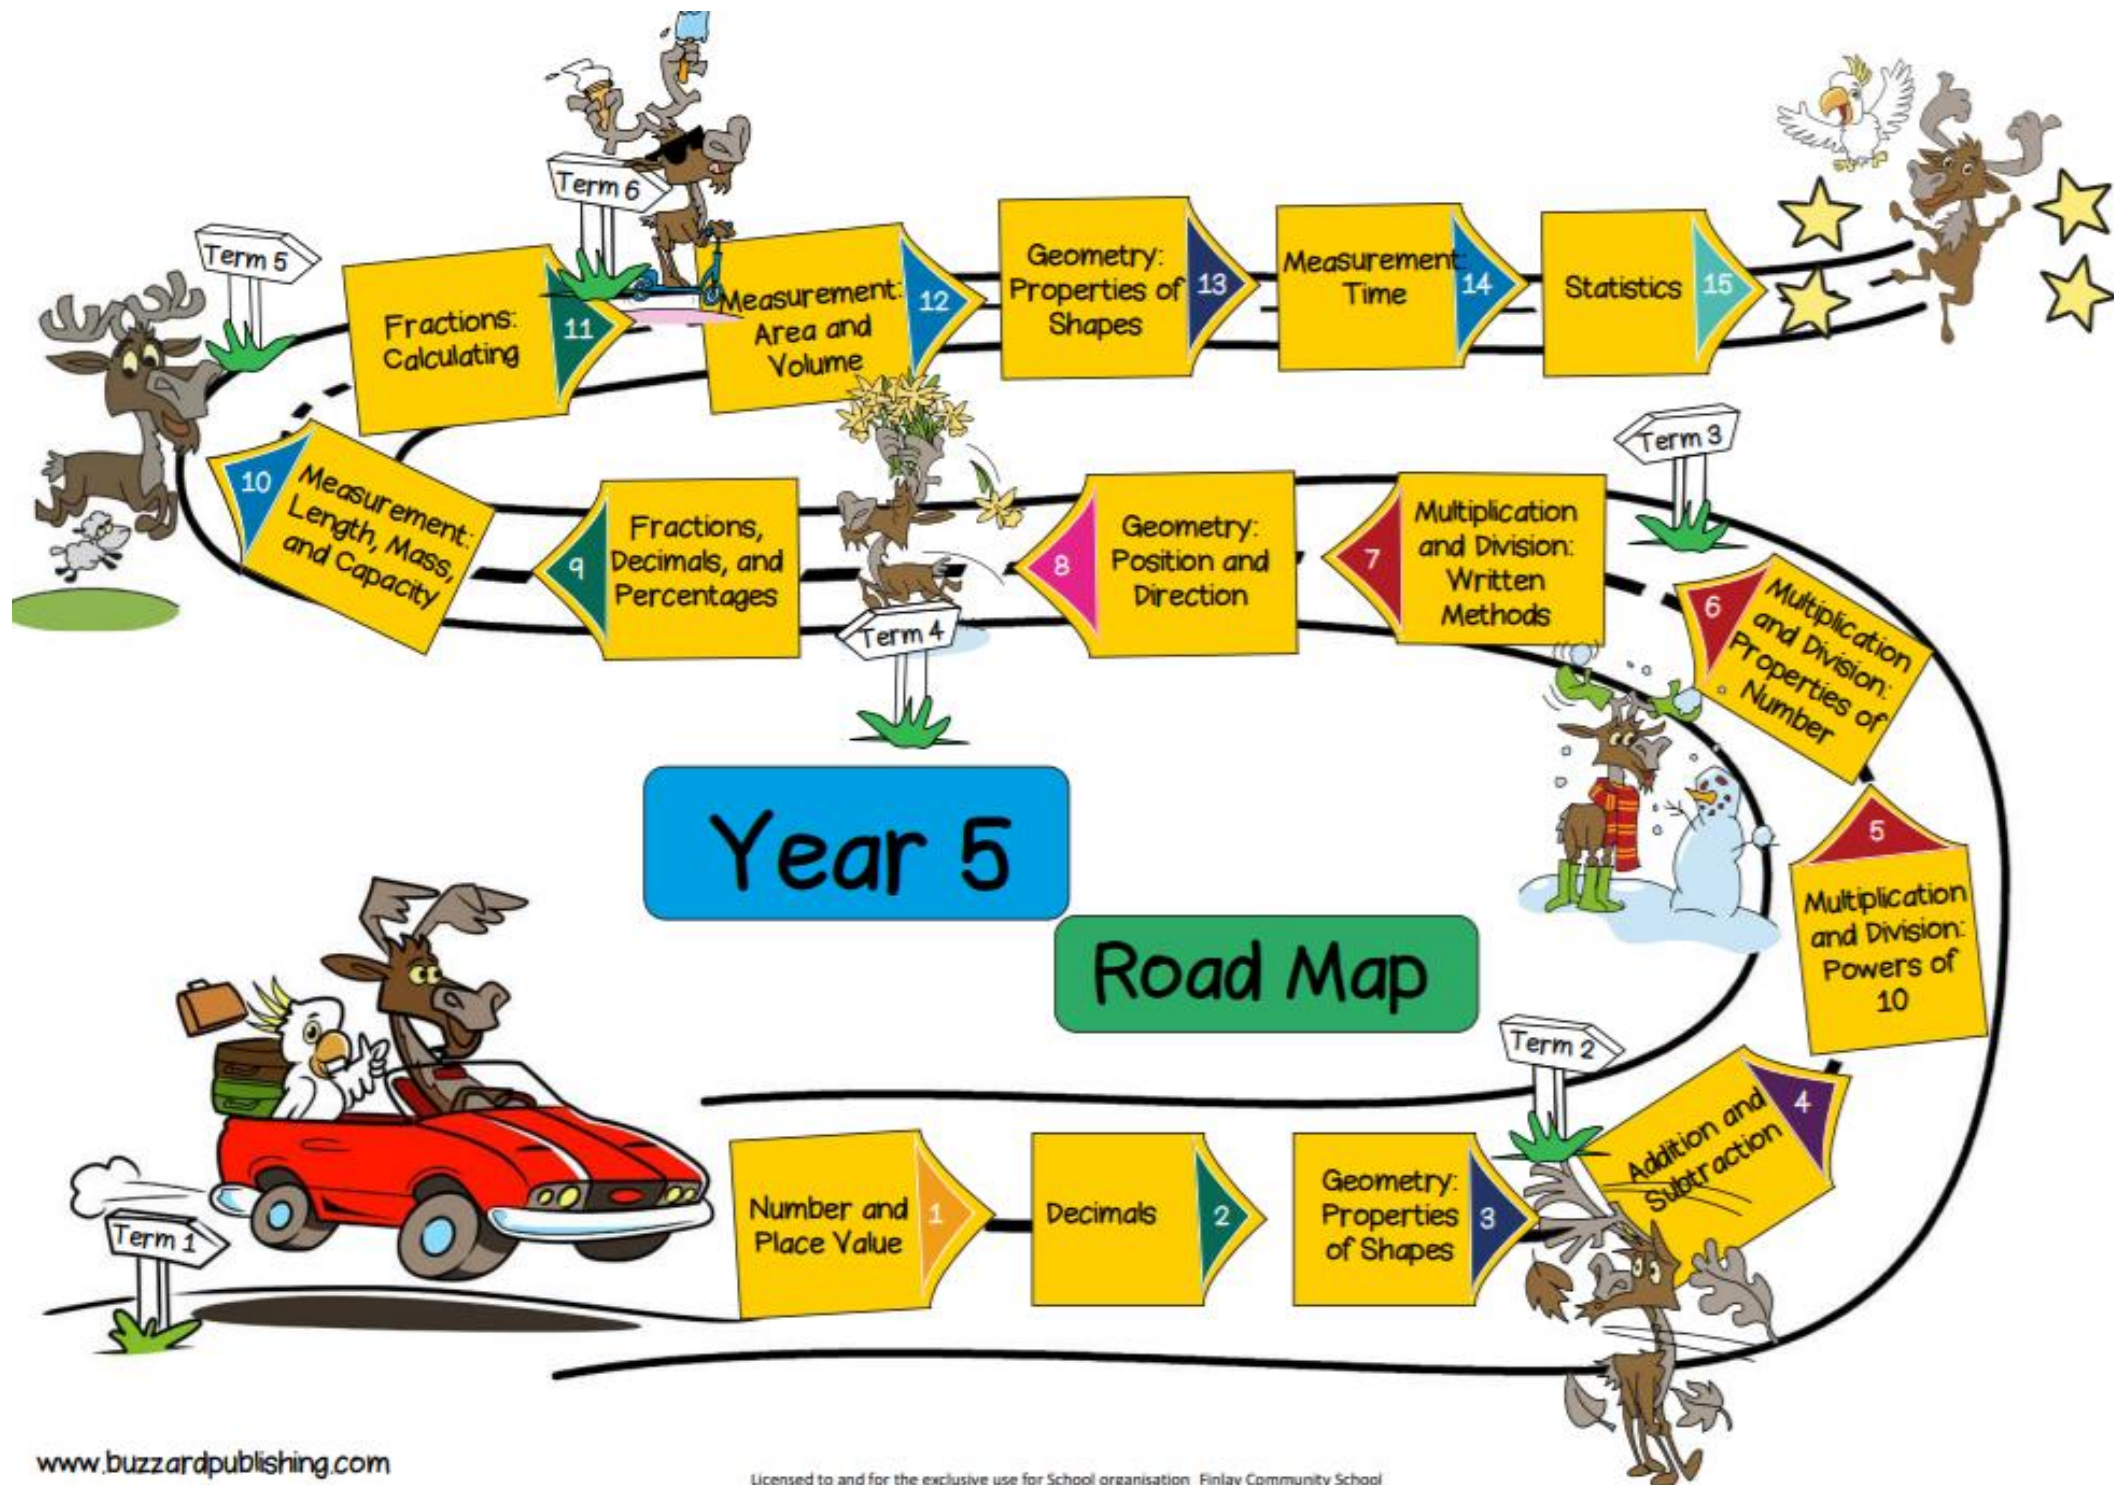 Term 6
Term 5
Fractions:
Calculating
11
Measurement:
Area and
Volume
12
Geometry:
Properties of
Shapes
13
Measurement:
Time
14
Statistics
15
Term 3
10
Measurement:
Length, Mass,
and Capacity
9
Fractions,
Decimals, and
Percentages
Term 4
8
Geometry:
Position and
Direction
7
Multiplication
and Division:
Written
Methods
6
Multiplication
and Division:
Properties of
Number
5
Multiplication
and Division:
Powers of
10
Year 5
Road Map
Term 2
Addition and
Subtraction
4
Term 1
Number and
Place Value
1
Decimals
2
Geometry:
Properties
of Shapes
3
www.buzzardpublishing.com
Licensed to and for the exclusive use for School organisation Finlay Community School